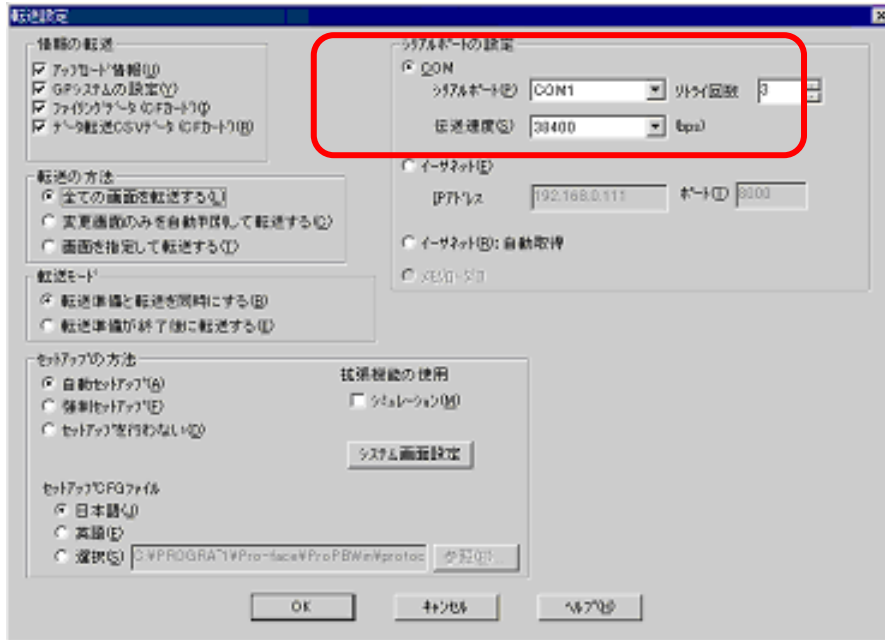 転送設定
情報の転送
アップロード情報(U)
GPシステムの設定(Y)
ファイリングデータ(CFカード)(I)
データ転送CSVデータ(CFカード)(B)
転送の方法
全ての画面を転送する(L)
変更画面のみを自動判別して転送する(C)
画面を指定して転送する(T)
転送モード
転送準備と転送を同時にする(B)
転送準備が終了後に転送する(E)
セットアップの方法
自動セットアップ(A)
強制セットアップ(F)
セットアップを行わない(O)
拡張機能の使用
シミュレーション(M)
システム画面設定
セットアップCFGファイル
日本語(J)
英語(E)
選択(S) C:¥PROGRA~1¥Pro-face¥ProPBWin¥protoc 参照(R)
シリアルポートの設定
COM
シリアルポート(P) COM1 リトライ回数 3
伝送速度(S) 38400 (bps)
イーサネット(E)
IPアドレス 192.168.0.111 ポート(T) 8000
イーサネット(R):自動取得
メモリローダⅡ
OK キャンセル ヘルプ(H)